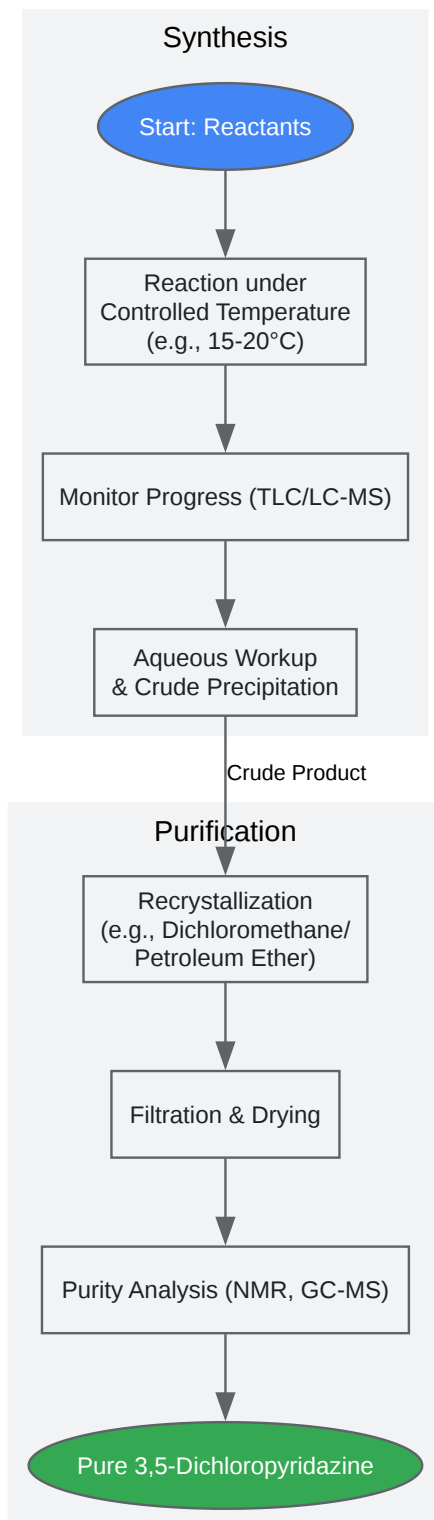 Synthesis
Start: Reactants
Reaction under
Controlled Temperature
(e.g., 15-20°C)
Monitor Progress (TLC/LC-MS)
Aqueous Workup
& Crude Precipitation
Crude Product
Purification
Recrystallization
(e.g., Dichloromethane/
Petroleum Ether)
Filtration & Drying
Purity Analysis (NMR, GC-MS)
Pure 3,5-Dichloropyridazine